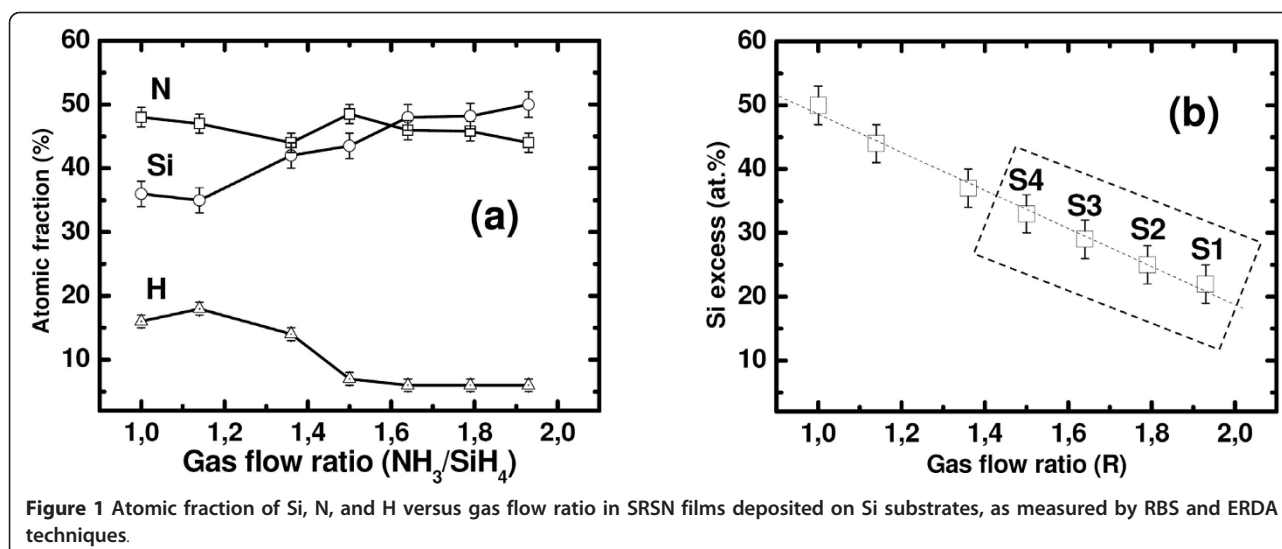 60
50
40
30
20
10
Atomic fraction (%)
N
Si
H
(a)
1,0 1,2 1,4 1,6 1,8 2,0
Gas flow ratio (NH₃/SiH₄)
60
50
40
30
20
10
Si excess (at.%)
(b)
S4
S3
S2
S1
1,0 1,2 1,4 1,6 1,8 2,0
Gas flow ratio (R)
Figure 1 Atomic fraction of Si, N, and H versus gas flow ratio in SRSN films deposited on Si substrates, as measured by RBS and ERDA
techniques.